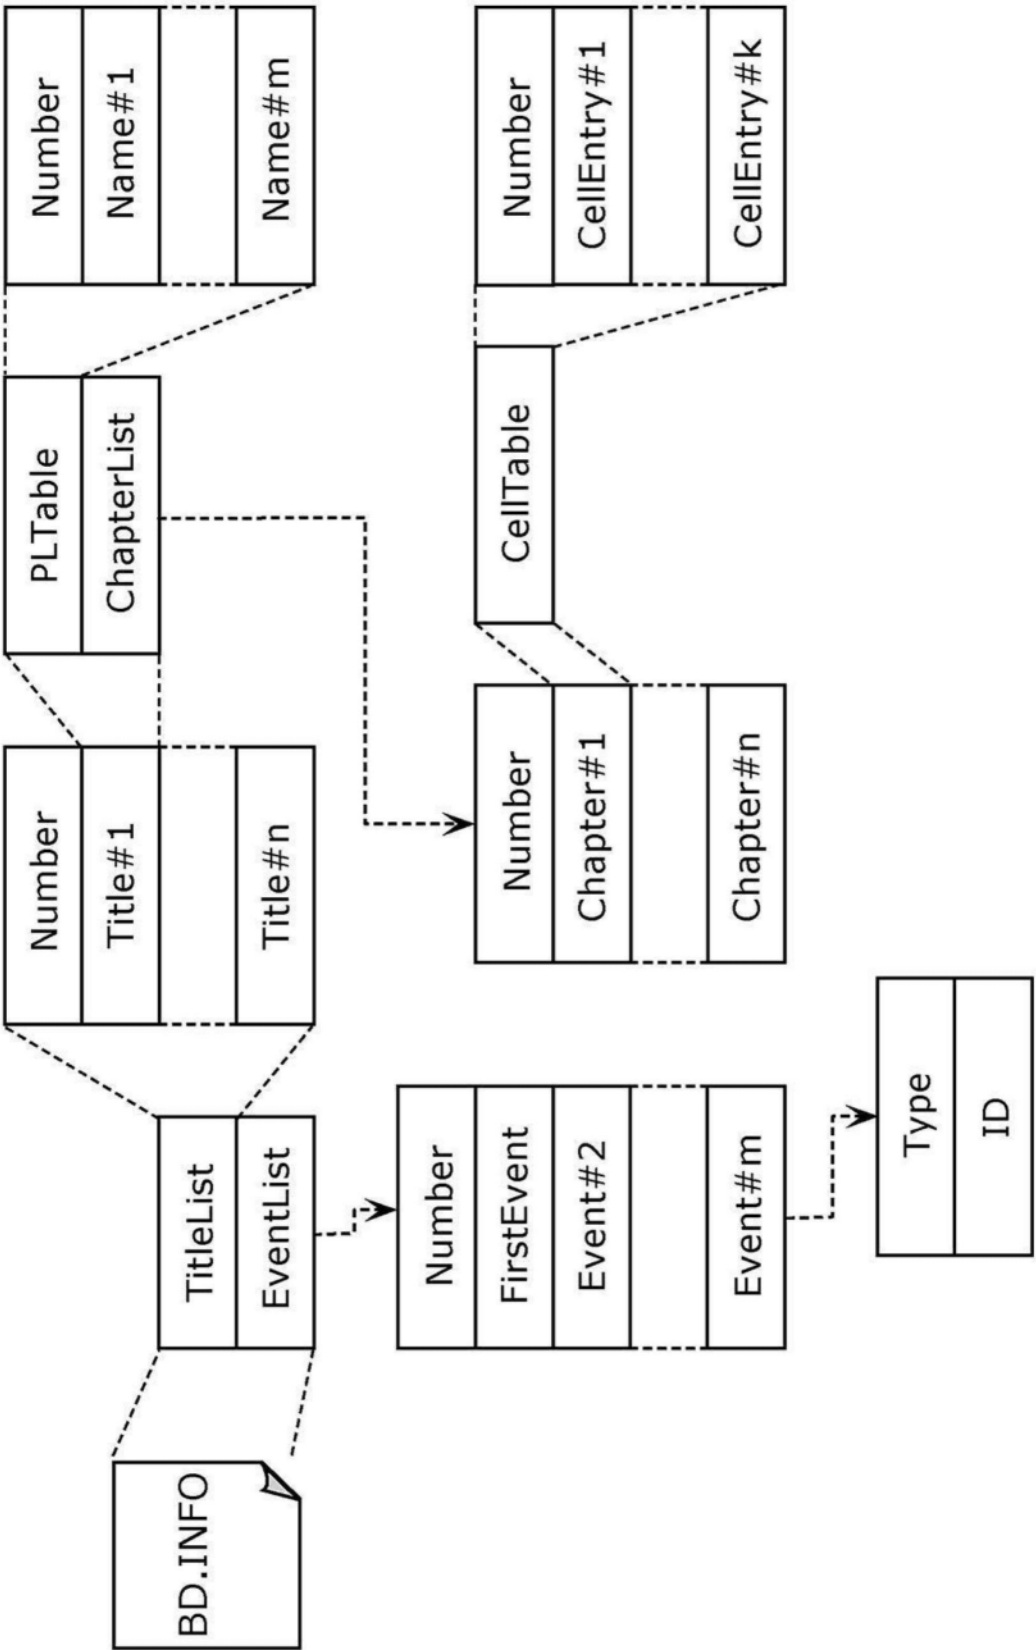 BD.INFO
TitleList
EventList
Number
Title#1
Title#n
PLTable
ChapterList
Number
Name#1
Name#m
Number
FirstEvent
Event#2
Event#m
Type
ID
Number
Chapter#1
Chapter#n
CellTable
Number
CellEntry#1
CellEntry#k